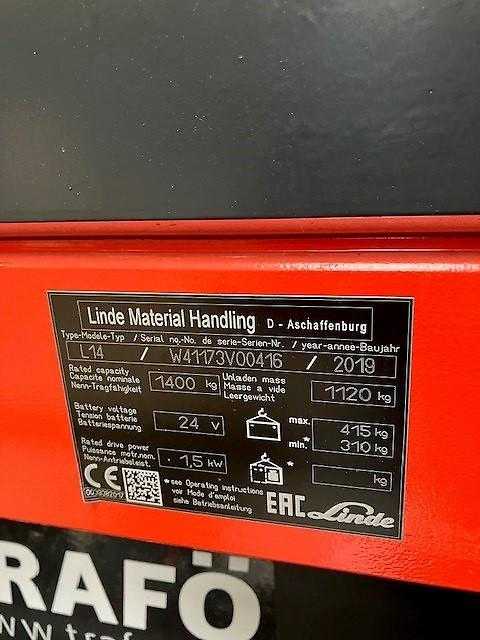 Linde Material Handling D - Aschaffenburg
Type-Modele-Typ / Serial no.-No. de serie-Serien-Nr. / year-annee-Baujahr
L14 / W41173V00416 / 2019
Rated capacity
Capacite nominale
Nenn-Tragfähigkeit
1400 kg
Unladen mass
Masse a vide
Leergewicht
1120 kg
Battery voltage
Tension batterie
Batteriespannung
24 V
max. 415 kg
min.* 310 kg
Rated drive power
Puissance motr.nom.
Nenn-Antriebsleist.
1,5 kW
*
kg
CE
*see Operating instructions
voir Mode d'emploi
siehe Betriebsanleitung
EAC Linde
RAFÖ